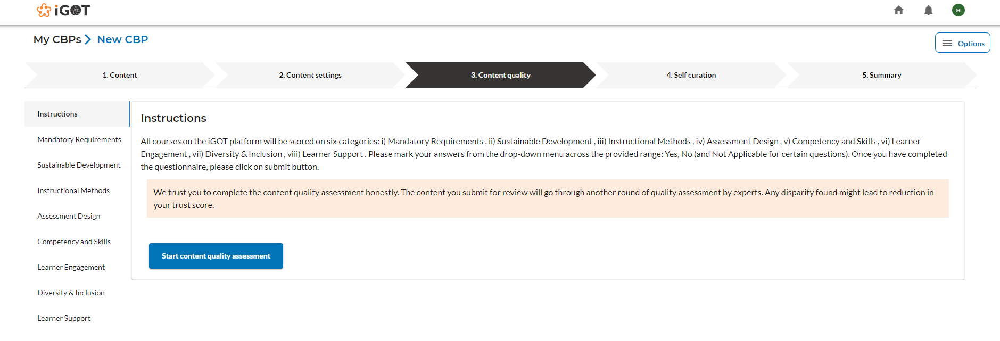 iGOT
H
My CBPs New CBP
Options
1. Content
2. Content settings
3. Content quality
4. Self curation
5. Summary
Instructions
Mandatory Requirements
Sustainable Development
Instructional Methods
Assessment Design
Competency and Skills
Learner Engagement
Diversity & Inclusion
Learner Support
Instructions
All courses on the iGOT platform will be scored on six categories: i) Mandatory Requirements , ii) Sustainable Development , iii) Instructional Methods , iv) Assessment Design , v) Competency and Skills , vi) Learner
Engagement , vii) Diversity & Inclusion , viii) Learner Support . Please mark your answers from the drop-down menu across the provided range: Yes, No (and Not Applicable for certain questions). Once you have completed
the questionnaire, please click on submit button.
We trust you to complete the content quality assessment honestly. The content you submit for review will go through another round of quality assessment by experts. Any disparity found might lead to reduction in
your trust score.
Start content quality assessment